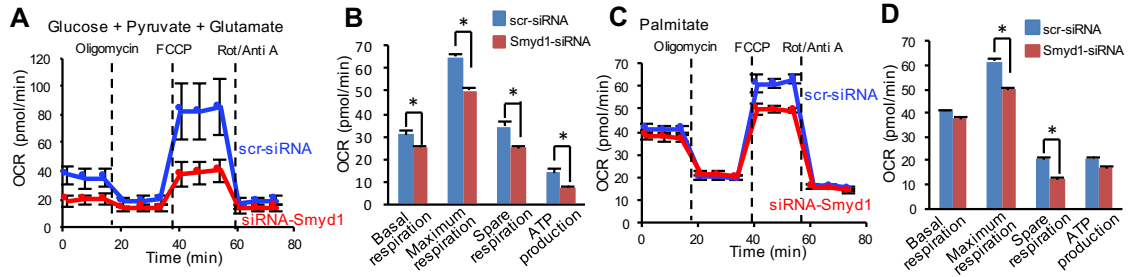 A
Glucose + Pyruvate + Glutamate
Oligomycin FCCP Rot/Anti A
OCR (pmol/min)
120
100
80
60
40
20
0
scr-siRNA
siRNA-Smyd1
0 20 40 60 80
Time (min)
B
scr-siRNA
Smyd1-siRNA
OCR (pmol/min)
70
60
50
40
30
20
10
0
* * * *
Basal
respiration
Maximum
respiration
Spare
respiration
ATP
production
C
Palmitate
Oligomycin FCCP Rot/Anti A
OCR (pmol/min)
70
60
50
40
30
20
10
0
scr-siRNA
siRNA-Smyd1
0 20 40 60 80
Time (min)
D
scr-siRNA
Smyd1-siRNA
OCR (pmol/min)
70
60
50
40
30
20
10
0
* *
Basal
respiration
Maximum
respiration
Spare
respiration
ATP
production